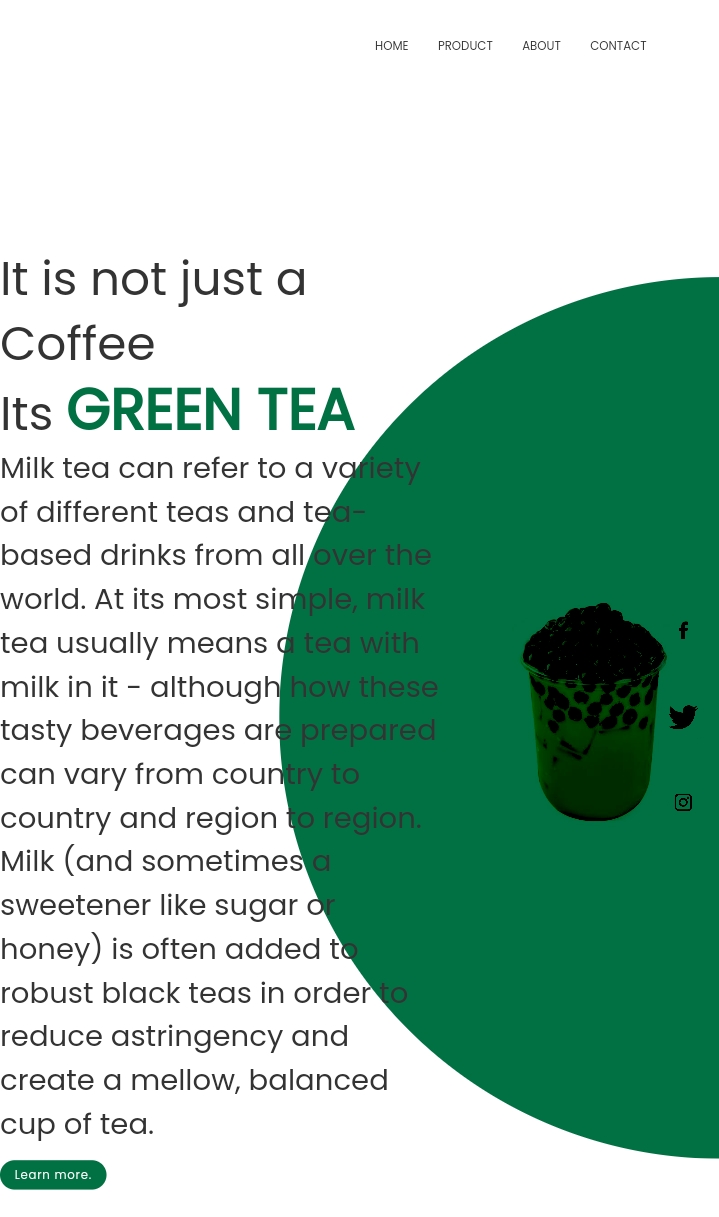 HOME PRODUCT ABOUT CONTACT
It is not just a
Coffee
Its GREEN TEA
Milk tea can refer to a variety
of different teas and tea-
based drinks from all over the
world. At its most simple, milk
tea usually means a tea with
milk in it - although how these
tasty beverages are prepared
can vary from country to
country and region to region.
Milk (and sometimes a
sweetener like sugar or
honey) is often added to
robust black teas in order to
reduce astringency and
create a mellow, balanced
cup of tea.
Learn more.